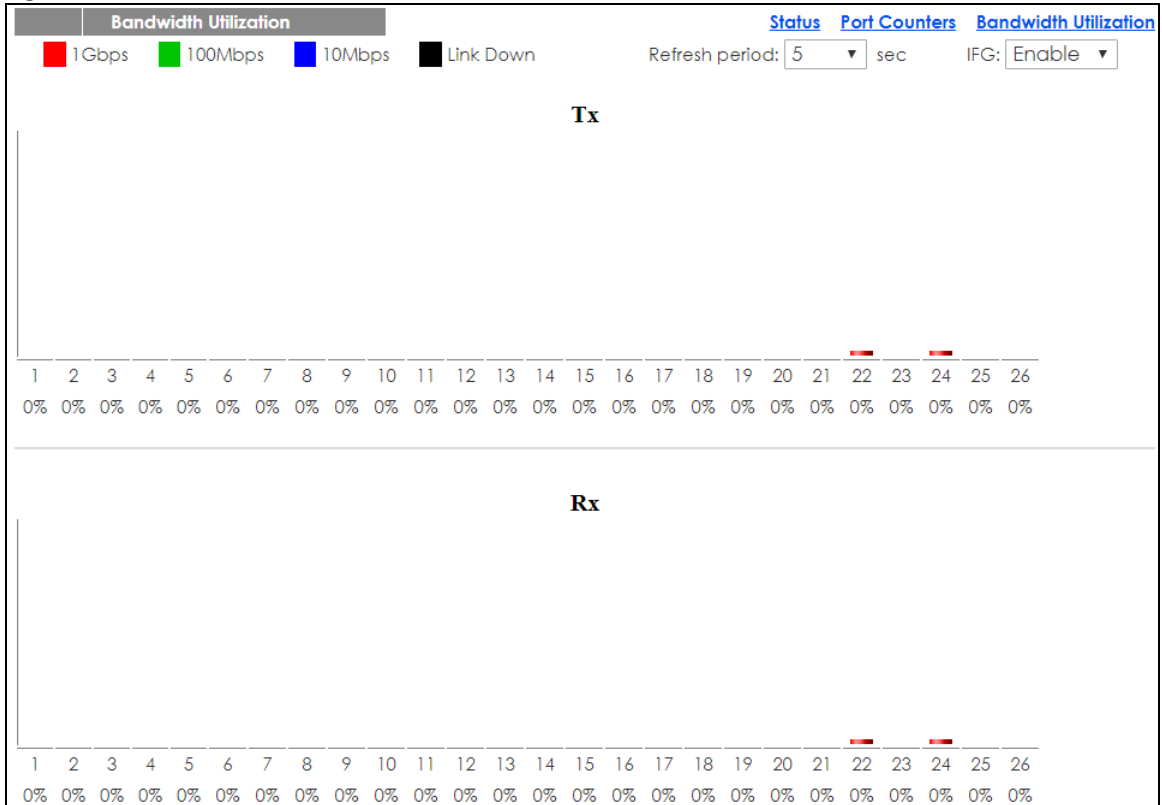 Bandwidth Utilization Status Port Counters Bandwidth Utilization
1Gbps 100Mbps 10Mbps Link Down Refresh period: 5 sec IFG: Enable
Tx
1 2 3 4 5 6 7 8 9 10 11 12 13 14 15 16 17 18 19 20 21 22 23 24 25 26
0% 0% 0% 0% 0% 0% 0% 0% 0% 0% 0% 0% 0% 0% 0% 0% 0% 0% 0% 0% 0% 0% 0% 0% 0% 0%
Rx
1 2 3 4 5 6 7 8 9 10 11 12 13 14 15 16 17 18 19 20 21 22 23 24 25 26
0% 0% 0% 0% 0% 0% 0% 0% 0% 0% 0% 0% 0% 0% 0% 0% 0% 0% 0% 0% 0% 0% 0% 0% 0% 0%